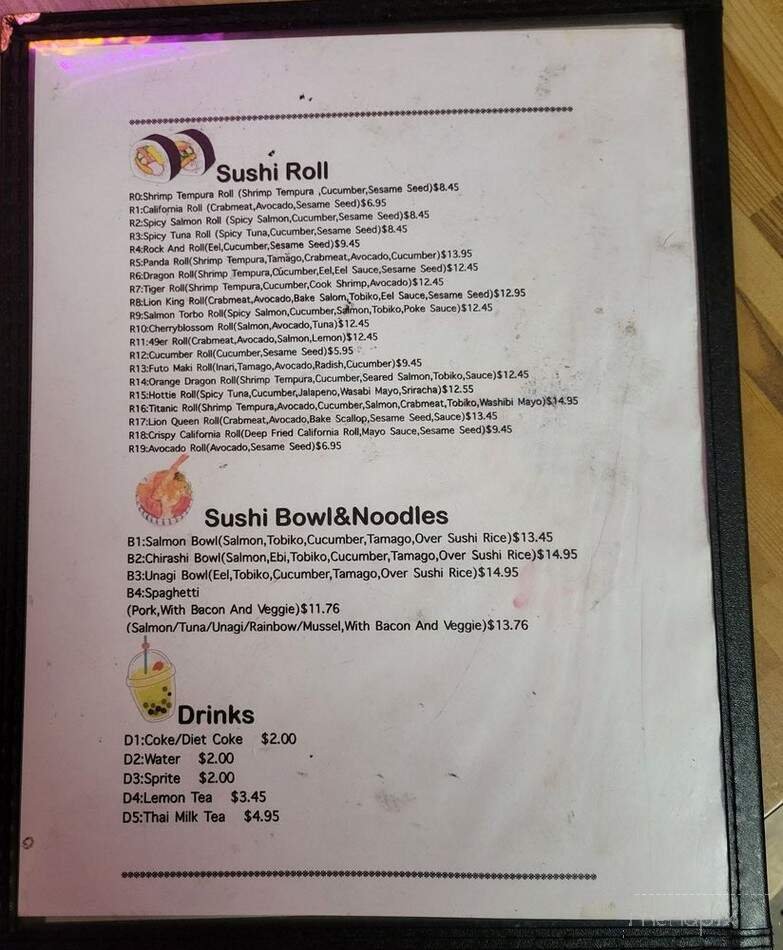 Sushi Roll
R0:Shrimp Tempura Roll (Shrimp Tempura ,Cucumber,Sesame Seed)$8.45
R1:California Roll (Crabmeat,Avocado,Sesame Seed)$6.95
R2:Spicy Salmon Roll (Spicy Salmon,Cucumber,Sesame Seed)$8.45
R3:Spicy Tuna Roll (Spicy Tuna,Cucumber,Sesame Seed)$8.45
R4:Rock And Roll(Eel,Cucumber,Sesame Seed)$9.45
R5:Panda Roll(Shrimp Tempura,Tamago,Crabmeat,Avocado,Cucumber)$13.95
R6:Dragon Roll(Shrimp Tempura,Cucumber,Eel,Eel Sauce,Sesame Seed)$12.45
R7:Tiger Roll(Shrimp Tempura,Cucumber,Cook Shrimp,Avocado)$12.45
R8:Lion King Roll(Crabmeat,Avocado,Bake Salom,Tobiko,Eel Sauce,Sesame Seed)$12.95
R9:Salmon Torbo Roll(Spicy Salmon,Cucumber,Salmon,Tobiko,Poke Sauce)$12.45
R10:Cherryblossom Roll(Salmon,Avocado,Tuna)$12.45
R11:49er Roll(Crabmeat,Avocado,Salmon,Lemon)$12.45
R12:Cucumber Roll(Cucumber,Sesame Seed)$5.95
R13:Futo Maki Roll(Inari,Tamago,Avocado,Radish,Cucumber)$9.45
R14:Orange Dragon Roll(Shrimp Tempura,Cucumber,Seared Salmon,Tobiko,Sauce)$12.45
R15:Hottie Roll(Spicy Tuna,Cucumber,Jalapeno,Wasabi Mayo,Sriracha)$12.55
R16:Titanic Roll(Shrimp Tempura,Avocado,Cucumber,Salmon,Crabmeat,Tobiko,Washibi Mayo)$14.95
R17:Lion Queen Roll(Crabmeat,Avocado,Bake Scallop,Sesame Seed,Sauce)$13.45
R18:Crispy California Roll(Deep Fried California Roll,Mayo Sauce,Sesame Seed)$9.45
R19:Avocado Roll(Avocado,Sesame Seed)$6.95
Sushi Bowl&Noodles
B1:Salmon Bowl(Salmon,Tobiko,Cucumber,Tamago,Over Sushi Rice)$13.45
B2:Chirashi Bowl(Salmon,Ebi,Tobiko,Cucumber,Tamago,Over Sushi Rice)$14.95
B3:Unagi Bowl(Eel,Tobiko,Cucumber,Tamago,Over Sushi Rice)$14.95
B4:Spaghetti
(Pork,With Bacon And Veggie)$11.76
(Salmon/Tuna/Unagi/Rainbow/Mussel,With Bacon And Veggie)$13.76
Drinks
D1:Coke/Diet Coke $2.00
D2:Water $2.00
D3:Sprite $2.00
D4:Lemon Tea $3.45
D5:Thai Milk Tea $4.95